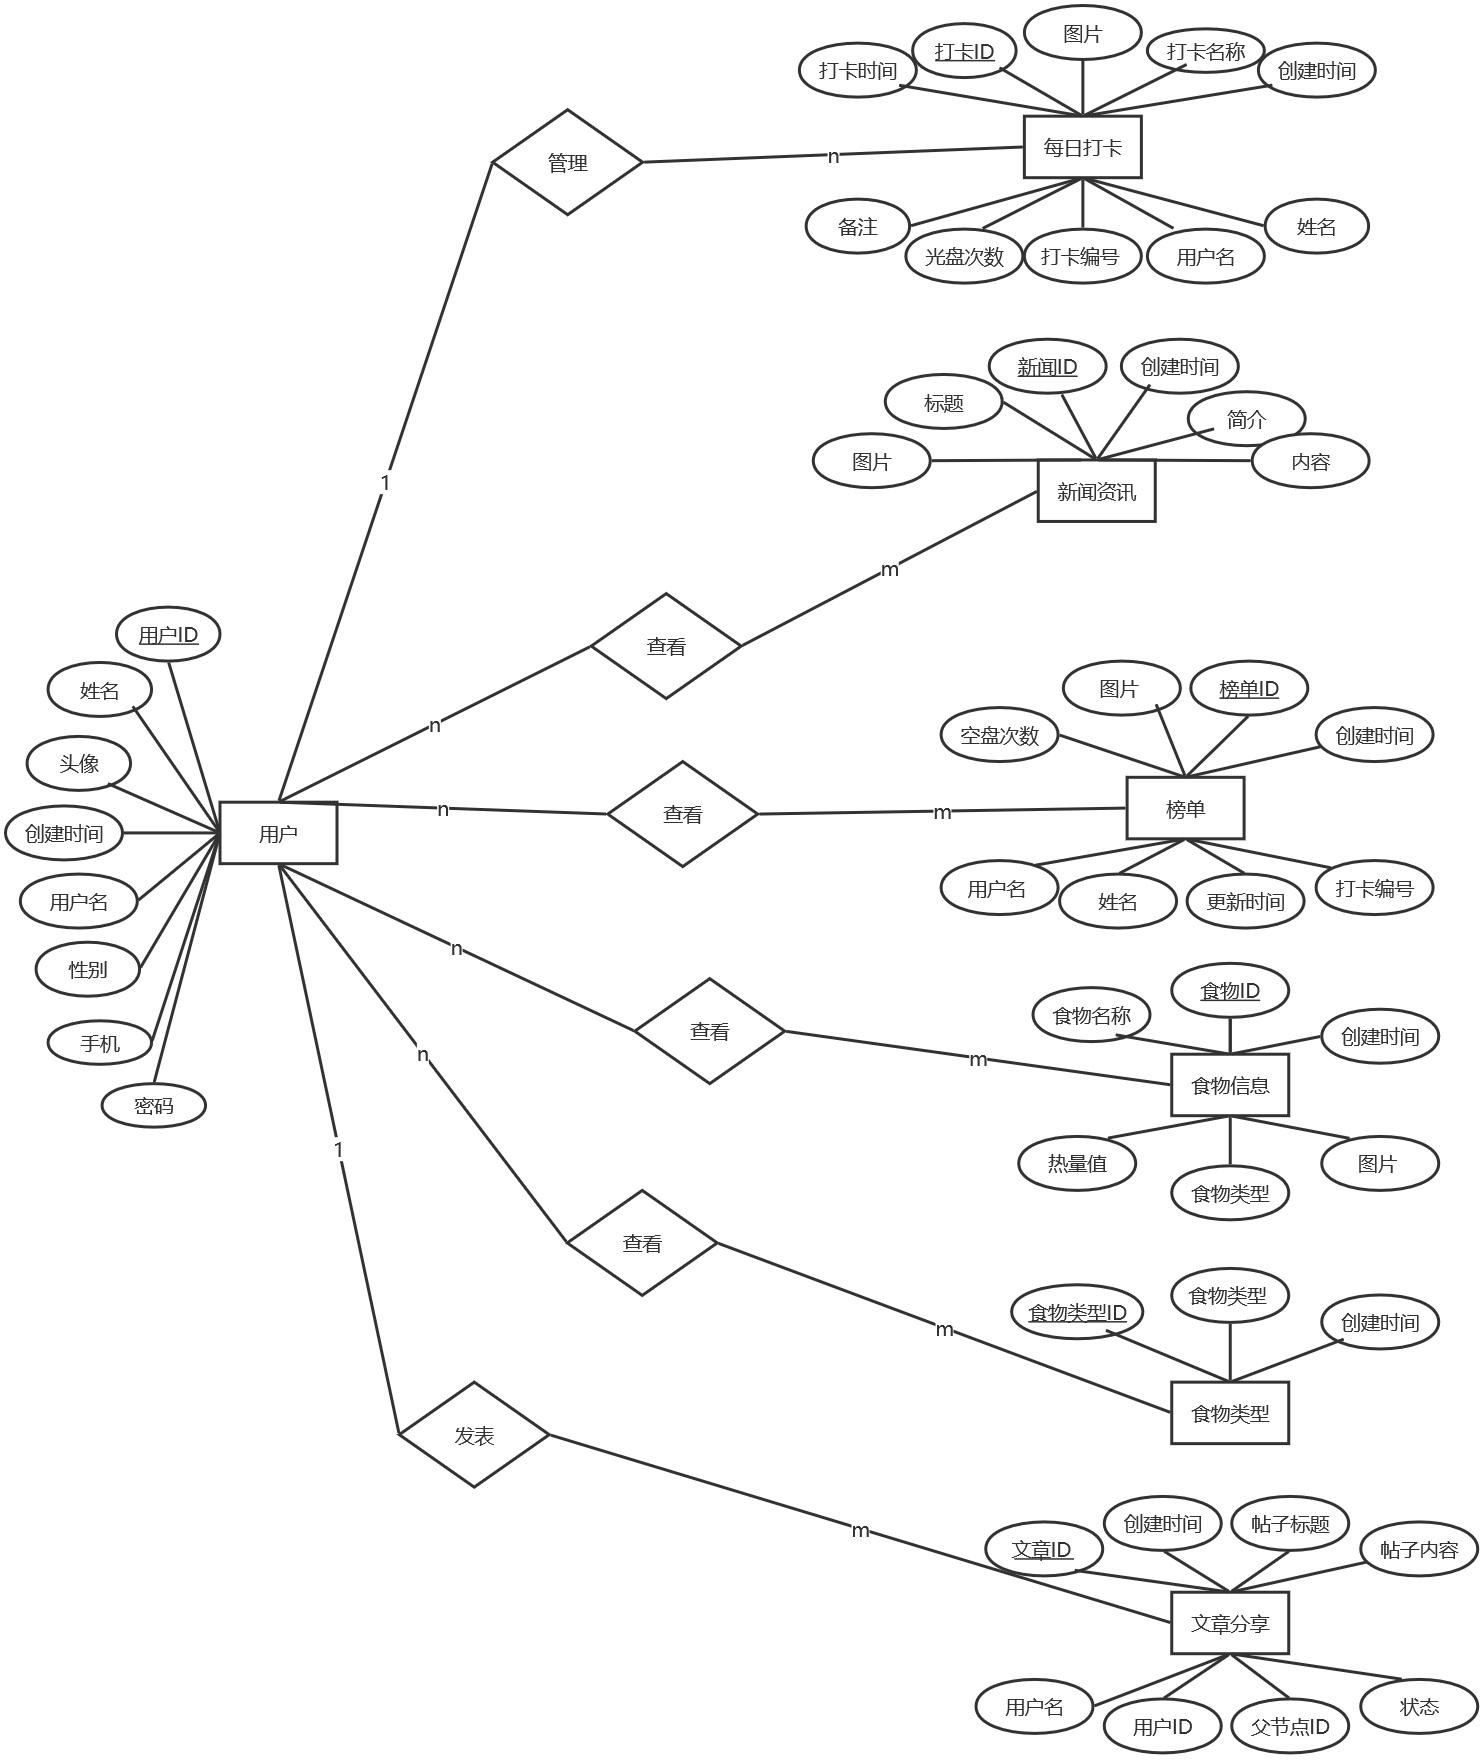 图片
打卡ID
打卡名称
打卡时间
创建时间
每日打卡
管理
n
备注
姓名
光盘次数
打卡编号
用户名
新闻ID
创建时间
标题
简介
图片
内容
1
新闻资讯
m
用户ID
查看
姓名
图片
榜单ID
n
空盘次数
创建时间
头像
n
查看
m
榜单
创建时间
用户
用户名
姓名
更新时间
打卡编号
用户名
n
性别
食物ID
食物名称
查看
创建时间
手机
n
m
食物信息
密码
1
热量值
图片
食物类型
查看
食物类型
食物类型ID
创建时间
m
食物类型
发表
m
创建时间
帖子标题
文章ID
帖子内容
文章分享
用户名
状态
用户ID
父节点ID